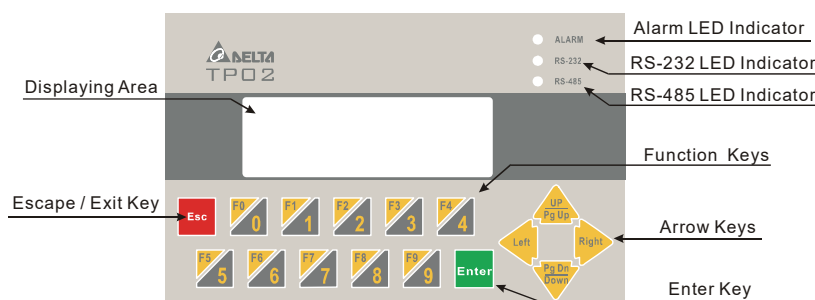 Alarm LED Indicator
ALARM
DELTA
TP02
RS-232
RS-232 LED Indicator
Displaying Area
RS-485
RS-485 LED Indicator
Function Keys
Escape / Exit Key
Esc
F0 0
F1 1
F2 2
F3 3
F4 4
UP
Pg Up
Left
Right
Arrow Keys
F5 5
F6 6
F7 7
F8 8
F9 9
Enter
Pg Dn
Down
Enter Key